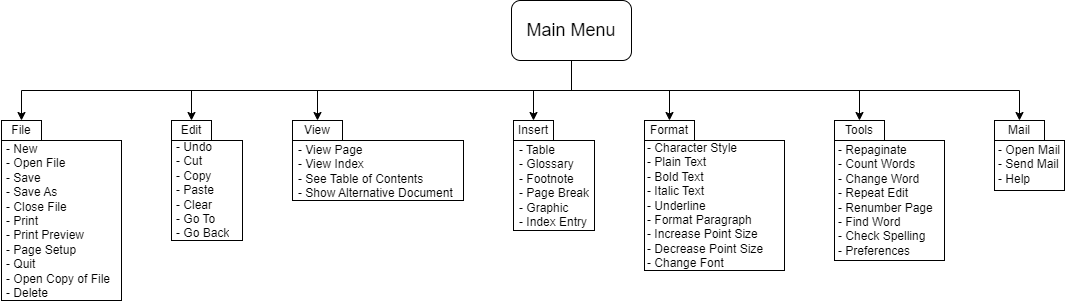 Main Menu
File
- New
- Open File
- Save
- Save As
- Close File
- Print
- Print Preview
- Page Setup
- Quit
- Open Copy of File
- Delete
Edit
- Undo
- Cut
- Copy
- Paste
- Clear
- Go To
- Go Back
View
- View Page
- View Index
- See Table of Contents
- Show Alternative Document
Insert
- Table
- Glossary
- Footnote
- Page Break
- Graphic
- Index Entry
Format
- Character Style
- Plain Text
- Bold Text
- Italic Text
- Underline
- Format Paragraph
- Increase Point Size
- Decrease Point Size
- Change Font
Tools
- Repaginate
- Count Words
- Change Word
- Repeat Edit
- Renumber Page
- Find Word
- Check Spelling
- Preferences
Mail
- Open Mail
- Send Mail
- Help